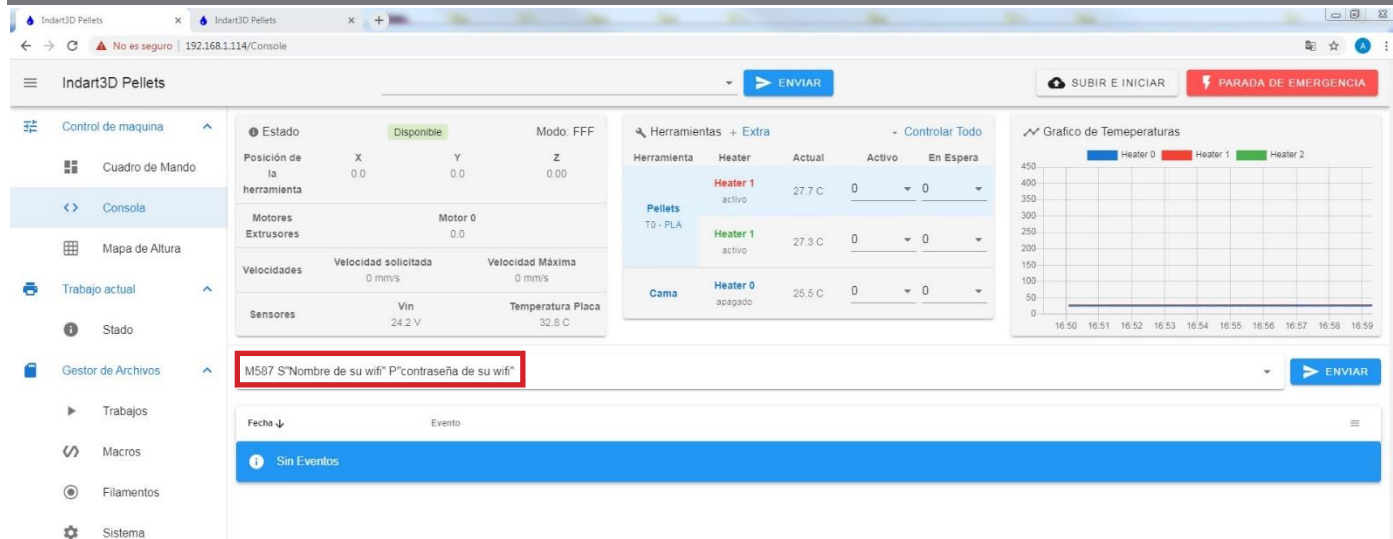 Indart3D Pellets
Indart3D Pellets
No es seguro | 192.168.1.114/Console
A
Indart3D Pellets
ENVIAR
SUBIR E INICIAR
PARADA DE EMERGENCIA
Control de maquina
Cuadro de Mando
Consola
Mapa de Altura
Trabajo actual
Stado
Gestor de Archivos
Trabajos
Macros
Filamentos
Sistema
Estado Disponible Modo: FFF
Posición de la herramienta X Y Z
0.0 0.0 0.00
Motores Extrusores Motor 0
0.0
Velocidades Velocidad solicitada Velocidad Máxima
0 mm/s 0 mm/s
Sensores Vin Temperatura Placa
24.2 V 32.8 C
Herramientas + Extra - Controlar Todo
Herramienta Heater Actual Activo En Espera
Pellets
T0 - PLA
Heater 1 27.7 C 0 0
activo
Heater 1 27.3 C 0 0
activo
Cama Heater 0 25.5 C 0 0
apagado
Grafico de Temeperaturas
Heater 0 Heater 1 Heater 2
450
400
350
300
250
200
150
100
50
0
16:50 16:51 16:52 16:53 16:54 16:55 16:56 16:57 16:58 16:59
M587 S"Nombre de su wifi" P"contraseña de su wifi"
ENVIAR
Fecha Evento
Sin Eventos